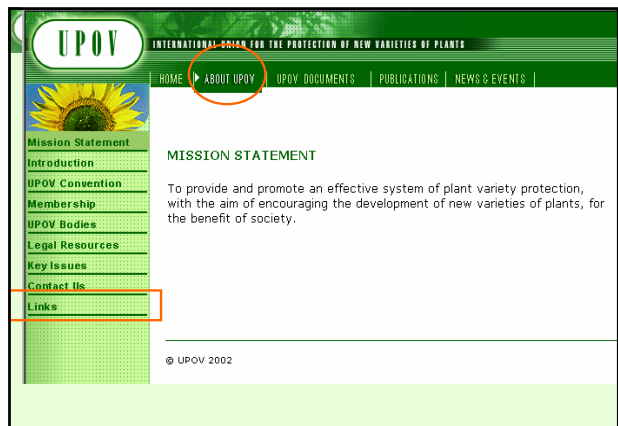 UPOV
INTERNATIONAL UNION FOR THE PROTECTION OF NEW VARIETIES OF PLANTS
HOME | ABOUT UPOV | UPOV DOCUMENTS | PUBLICATIONS | NEWS & EVENTS |
Mission Statement
Introduction
UPOV Convention
Membership
UPOV Bodies
Legal Resources
Key Issues
Contact Us
Links
MISSION STATEMENT
To provide and promote an effective system of plant variety protection,
with the aim of encouraging the development of new varieties of plants, for
the benefit of society.
© UPOV 2002